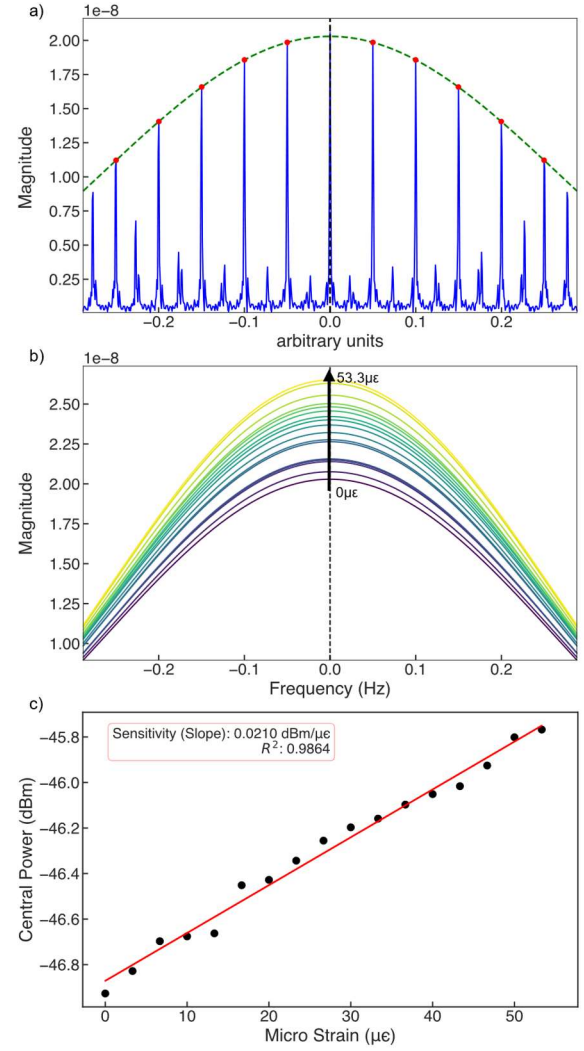 a)
1e−8
2.00
1.75
1.50
1.25
1.00
0.75
0.50
0.25
Magnitude
−0.2
−0.1
0.0
0.1
0.2
arbitrary units
b)
1e−8
2.50
2.25
2.00
1.75
1.50
1.25
1.00
Magnitude
53.3µϵ
0µϵ
−0.2
−0.1
0.0
0.1
0.2
Frequency (Hz)
c)
−45.8
−46.0
−46.2
−46.4
−46.6
−46.8
Central Power (dBm)
Sensitivity (Slope): 0.0210 dBm/µϵ
R²: 0.9864
0
10
20
30
40
50
Micro Strain (µϵ)